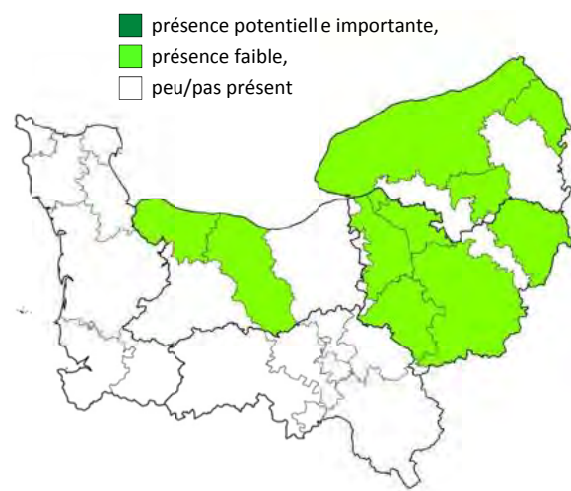 présence potentielle importante,
présence faible,
peu/pas présent